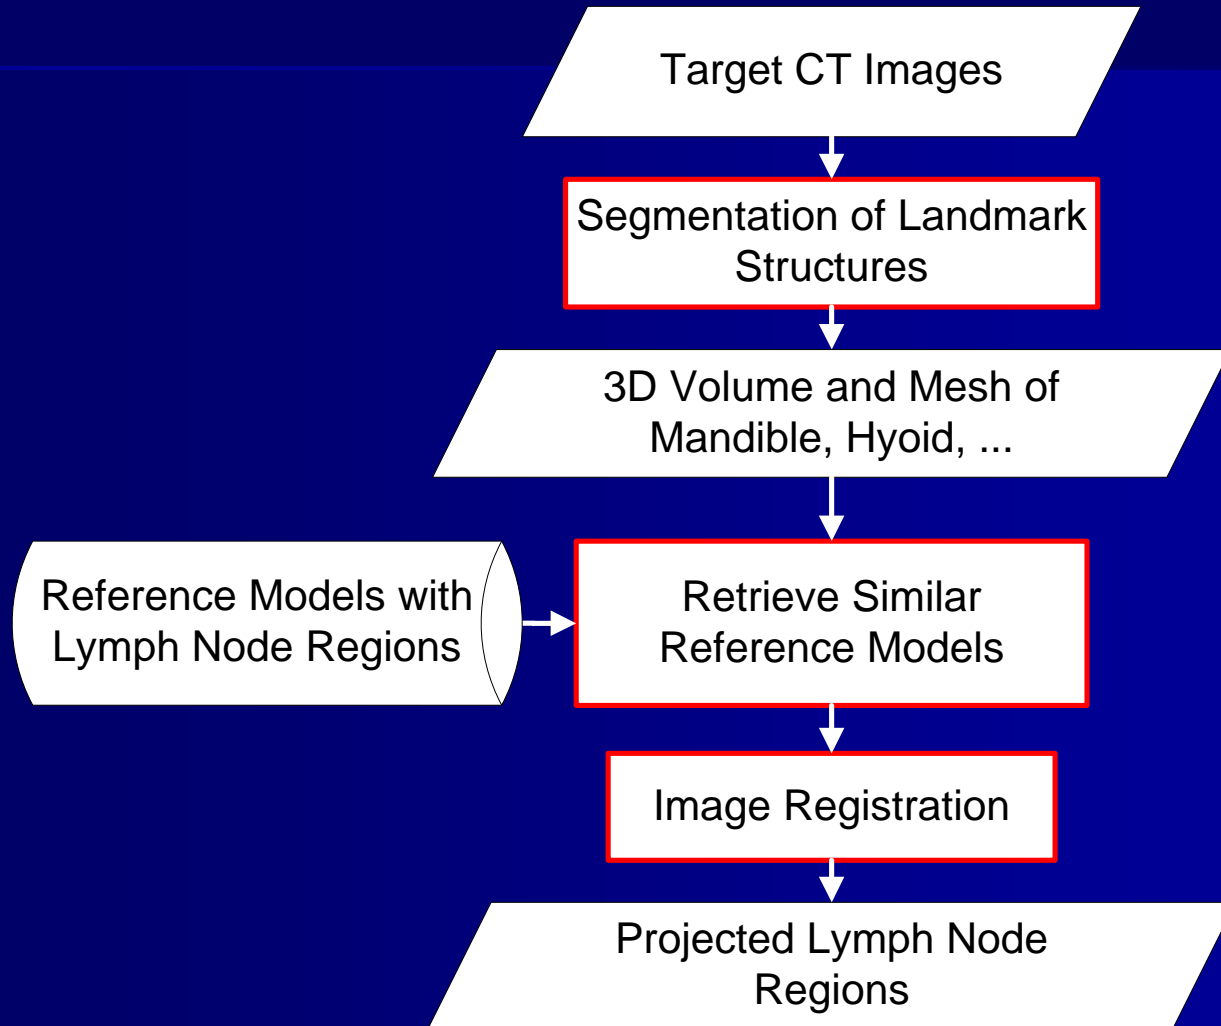 Target CT Images
Segmentation of Landmark
Structures
3D Volume and Mesh of
Mandible, Hyoid, ...
Reference Models with
Lymph Node Regions
Retrieve Similar
Reference Models
Image Registration
Projected Lymph Node
Regions